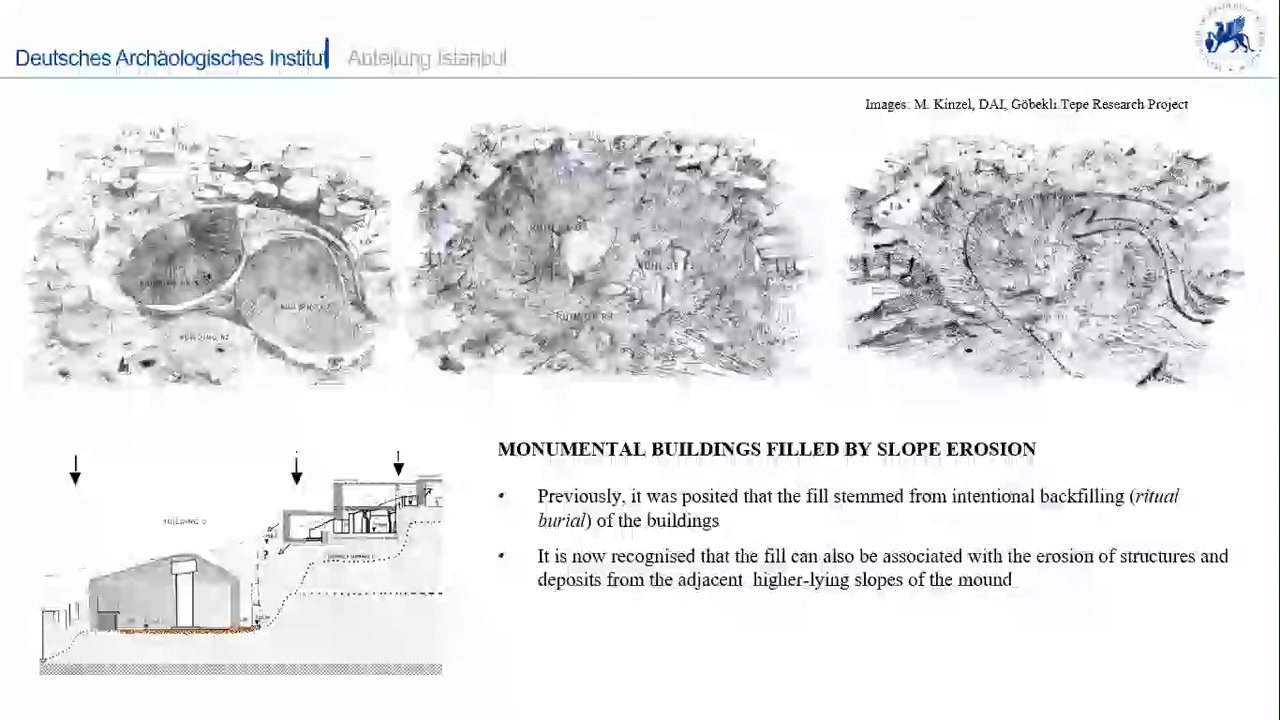 Deutsches Archäologisches Institut
Abteilung Istanbul
Images: M. Kinzel, DAI, Göbekli Tepe Research Project
MONUMENTAL BUILDINGS FILLED BY SLOPE EROSION
• Previously, it was posited that the fill stemmed from intentional backfilling (ritual
burial) of the buildings
• It is now recognised that the fill can also be associated with the erosion of structures and
deposits from the adjacent higher-lying slopes of the mound